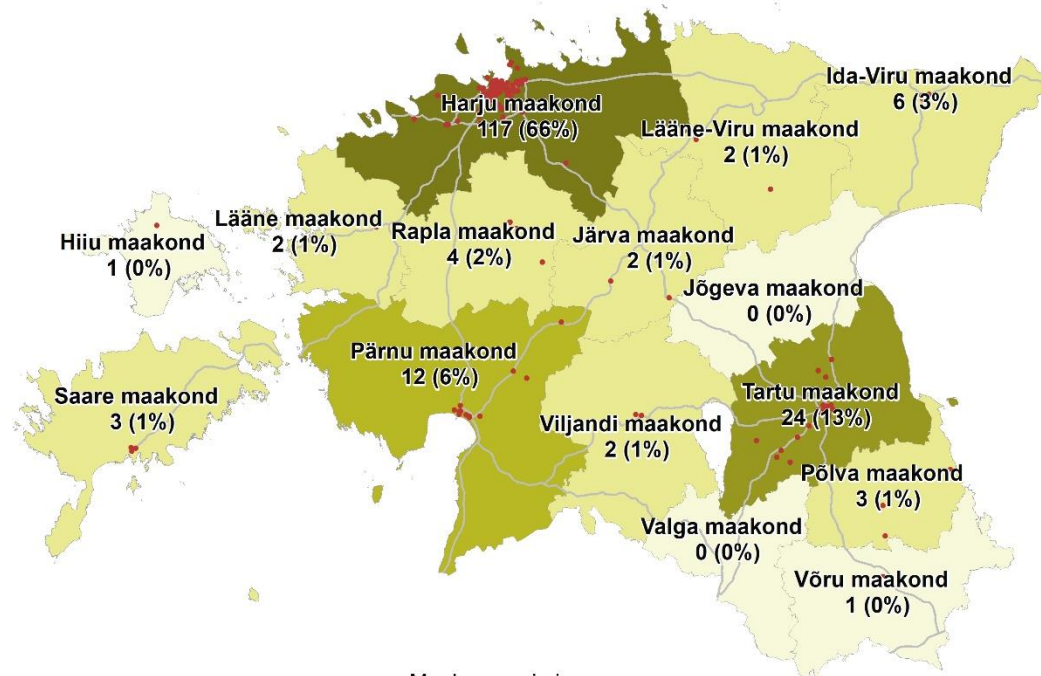 Ida-Viru maakond
6 (3%)
Harju maakond
117 (66%)
Lääne-Viru maakond
2 (1%)
Lääne maakond
2 (1%)
Hiiu maakond
1 (0%)
Rapla maakond
4 (2%)
Järva maakond
2 (1%)
Jõgeva maakond
0 (0%)
Pärnu maakond
12 (6%)
Saare maakond
3 (1%)
Tartu maakond
24 (13%)
Viljandi maakond
2 (1%)
Põlva maakond
3 (1%)
Valga maakond
0 (0%)
Võru maakond
1 (0%)